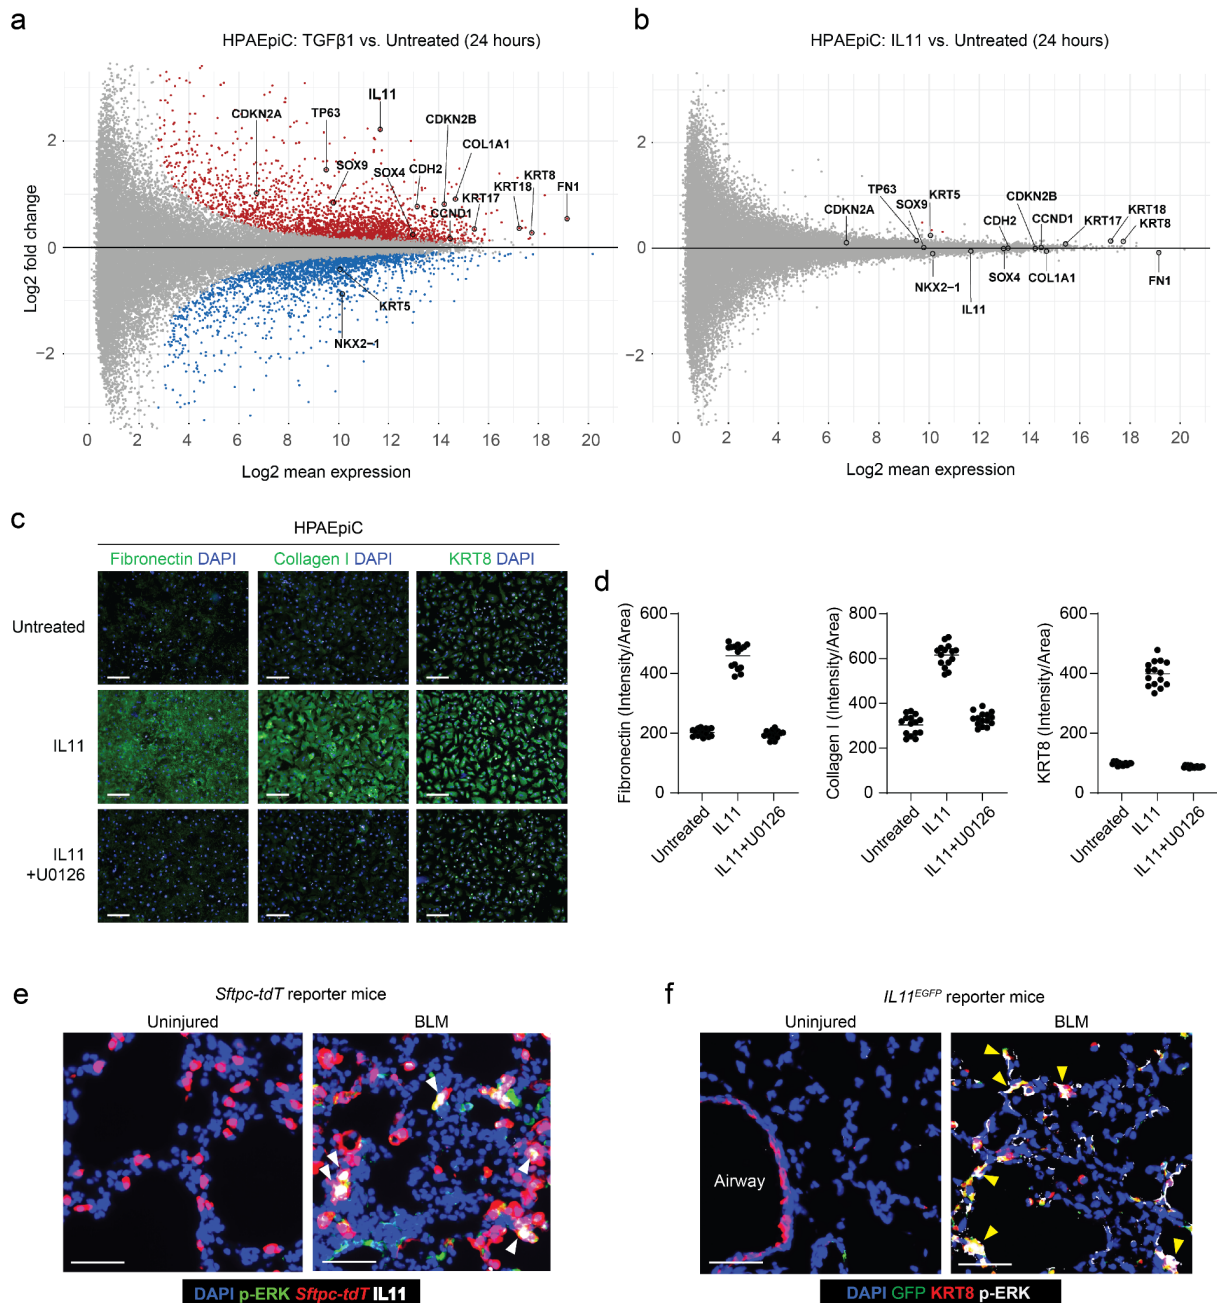 a
HPAEpiC: TGFβ1 vs. Untreated (24 hours)
Log2 fold change
2
0
−2
IL11
CDKN2A
TP63
CDKN2B
COL1A1
SOX9
SOX4
CDH2
KRT8
KRT18
FN1
KRT17
CCND1
KRT5
NKX2−1
0 2 4 6 8 10 12 14 16 18 20
Log2 mean expression
b
HPAEpiC: IL11 vs. Untreated (24 hours)
2
0
−2
TP63
KRT5
CDKN2B
CDKN2A
SOX9
CDH2
CCND1
KRT17
KRT18
KRT8
NKX2−1
SOX4
COL1A1
FN1
IL11
0 2 4 6 8 10 12 14 16 18 20
Log2 mean expression
c
HPAEpiC
Fibronectin DAPI
Collagen I DAPI
KRT8 DAPI
Untreated
IL11
IL11
+U0126
d
Fibronectin (Intensity/Area)
600
400
200
0
Untreated
IL11
IL11+U0126
Collagen I (Intensity/Area)
800
600
400
200
0
Untreated
IL11
IL11+U0126
KRT8 (Intensity/Area)
600
400
200
0
Untreated
IL11
IL11+U0126
e
Sftpc-tdT reporter mice
Uninjured
BLM
DAPI p-ERK Sftpc-tdT IL11
f
IL11EGFP reporter mice
Uninjured
BLM
Airway
DAPI GFP KRT8 p-ERK